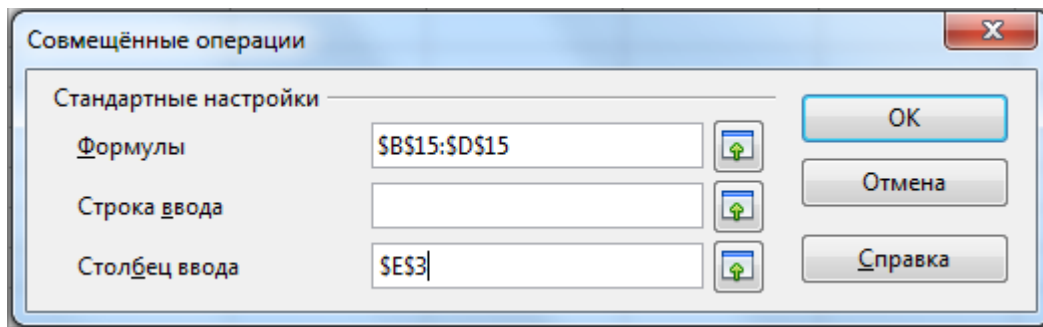 Совмещённые операции
Стандартные настройки
Формулы $B$15:$D$15
Строка ввода
Столбец ввода $E$3
OK
Отмена
Справка